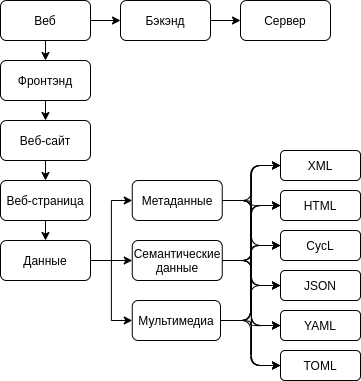 Веб
Бэкэнд
Сервер
Фронтэнд
Веб-сайт
Веб-страница
Данные
Метаданные
Семантические
данные
Мультимедиа
XML
HTML
CycL
JSON
YAML
TOML